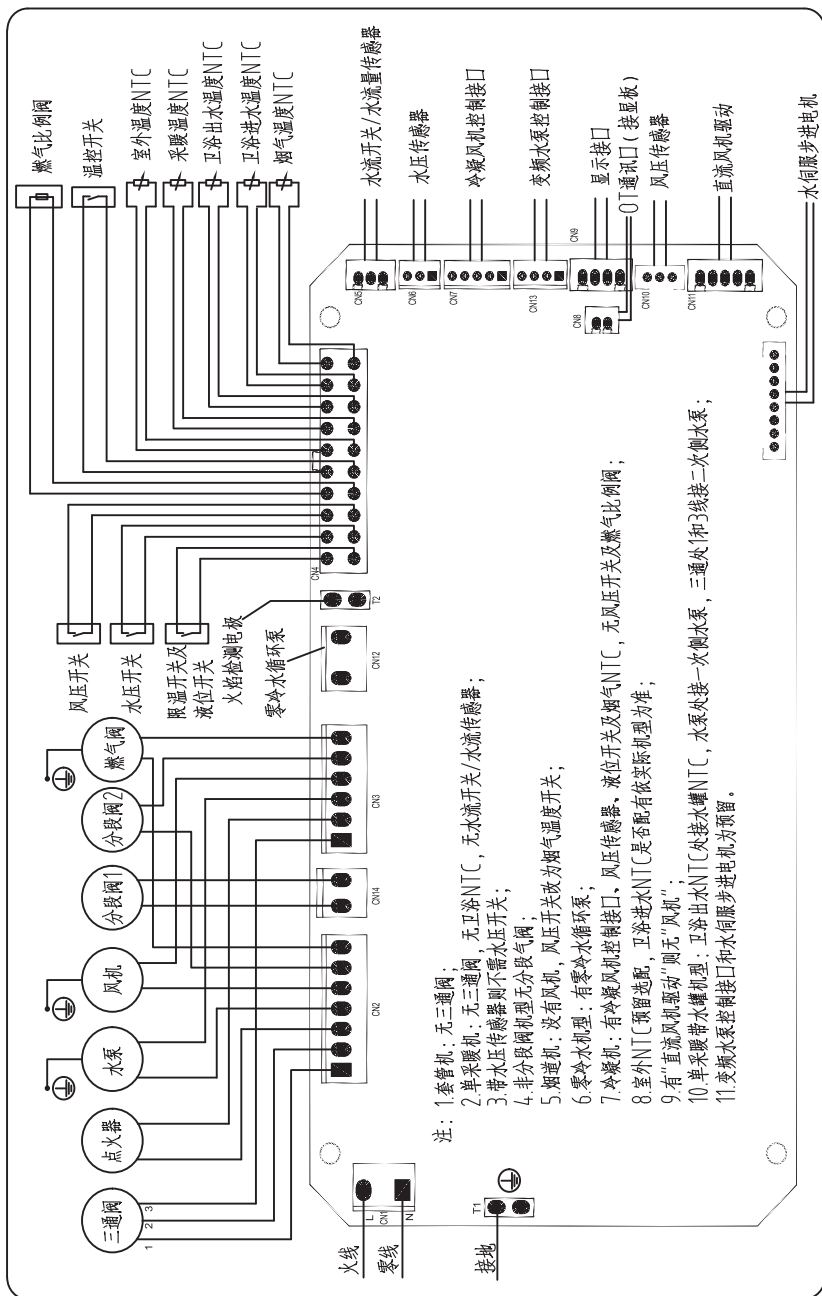 燃气比例阀
温控开关
室外温度NTC
采暖温度NTC
卫浴出水温度NTC
卫浴进水温度NTC
烟气温度NTC
水流开关/水流量传感器
水压传感器
冷凝风机控制接口
变频水泵控制接口
显示接口
OT通讯口(接显板)
风压传感器
直流风机驱动
水伺服步进电机
CN5
CN6
CN7
CN13
CN9
CN8
CN10
CN11
CN4
T2
CN12
CN3
CN14
CN2
风压开关
水压开关
限温开关及
液位开关
火焰检测电极
零冷水循环泵
燃气阀
分段阀2
分段阀1
风机
水泵
点火器
三通阀
1 2 3
L
CN1
N
T1
火线
零线
接地
注: 1.套管机:无三通阀;
2.单采暖机:无三通阀,无卫浴NTC,无水流开关/水流传感器;
3.带水压传感器则不需水压开关;
4.非分段阀机型无分段气阀;
5.烟道机:没有风机,风压开关改为烟气温度开关;
6.零冷水机型:有零冷水循环泵;
7.冷凝机:有冷凝风机控制接口、风压传感器、液位开关及烟气NTC,无风压开关及燃气比例阀;
8.室外NTC预留选配,卫浴进水NTC是否配有依实际机型为准;
9.有"直流风机驱动"则无"风机";
10.单采暖带水罐机型:卫浴出水NTC处接水罐NTC,水泵处接一次侧水泵,三通处1和3线接二次侧水泵;
11.变频水泵控制接口和水伺服步进电机为预留。